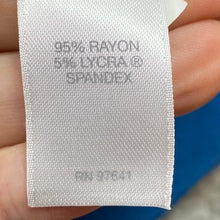 95% RAYON
5% LYCRA ®
SPANDEX
RN 97641